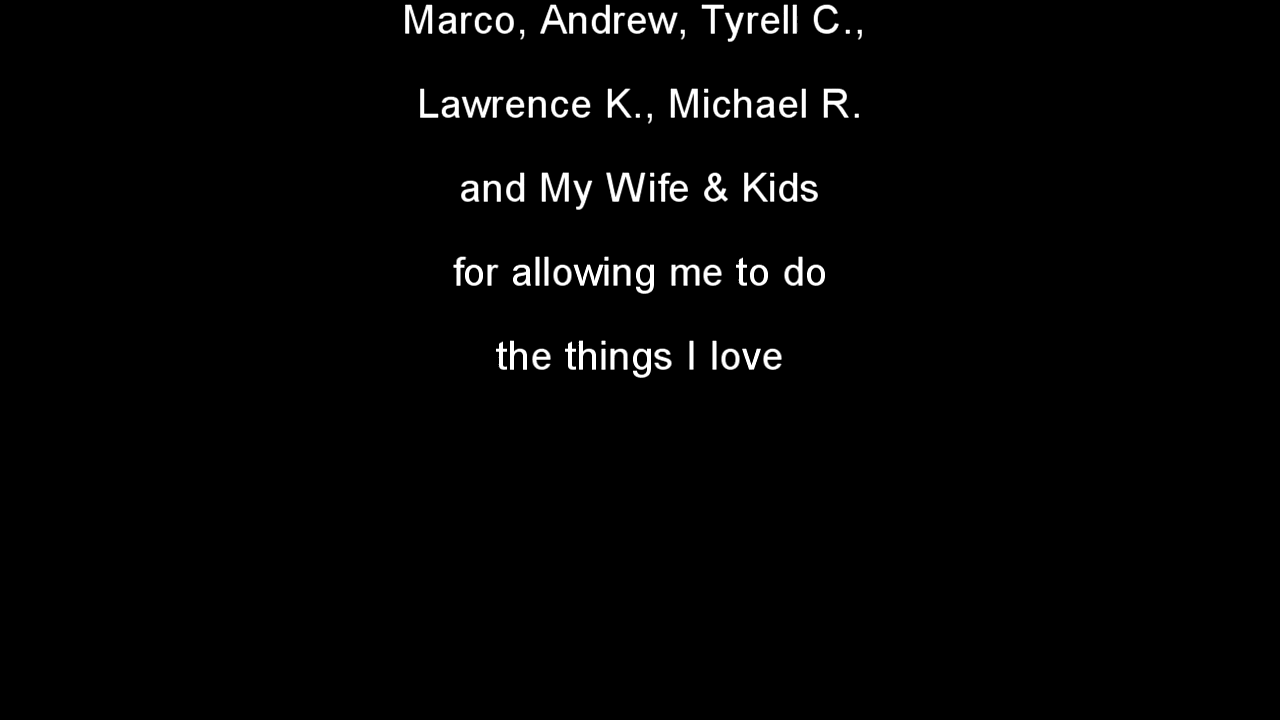 Marco, Andrew, Tyrell C.,
Lawrence K., Michael R.
and My Wife & Kids
for allowing me to do
the things I love